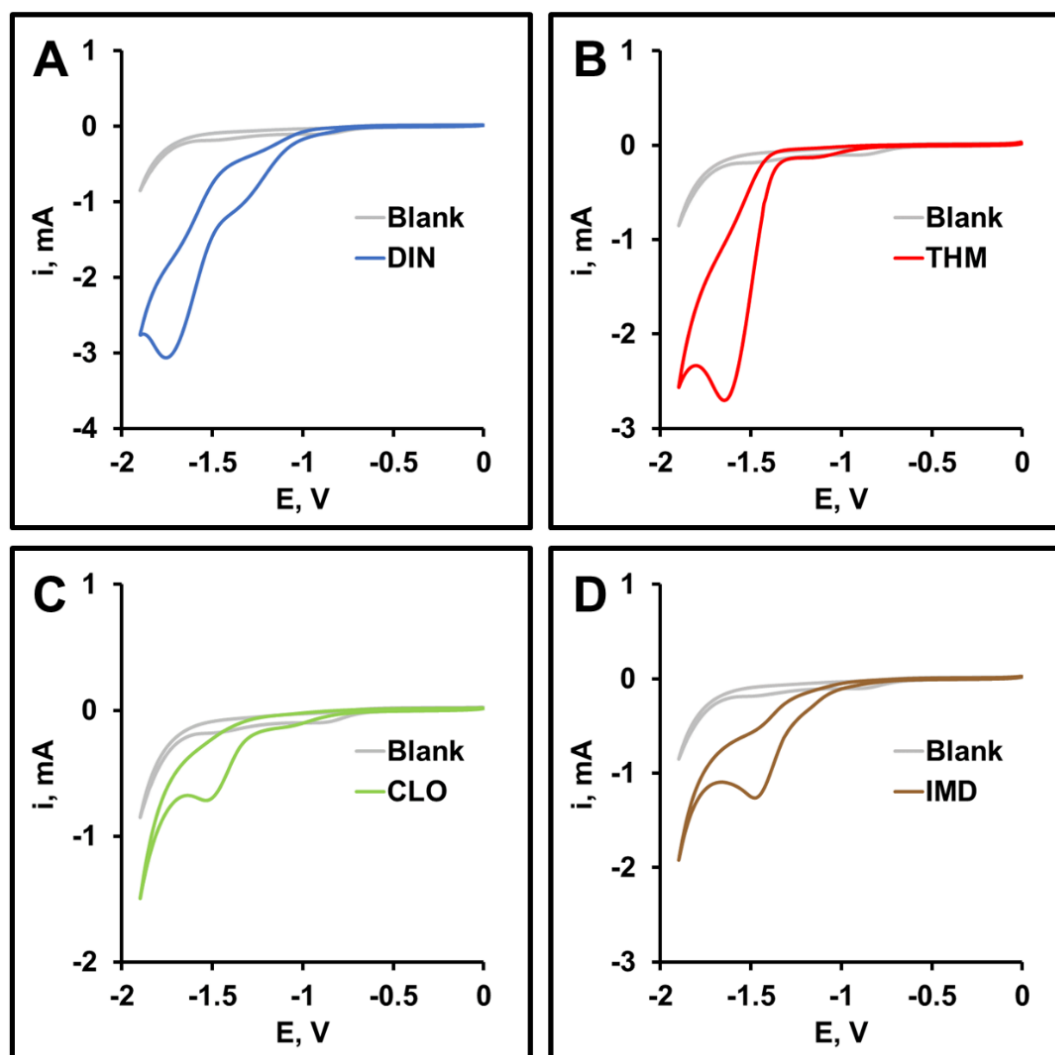 A
1
0
-1
-2
-3
-4
i, mA
Blank
DIN
-2 -1.5 -1 -0.5 0
E, V
B
1
0
-1
-2
-3
i, mA
Blank
THM
-2 -1.5 -1 -0.5 0
E, V
C
1
0
-1
-2
i, mA
Blank
CLO
-2 -1.5 -1 -0.5 0
E, V
D
1
0
-1
-2
-3
i, mA
Blank
IMD
-2 -1.5 -1 -0.5 0
E, V